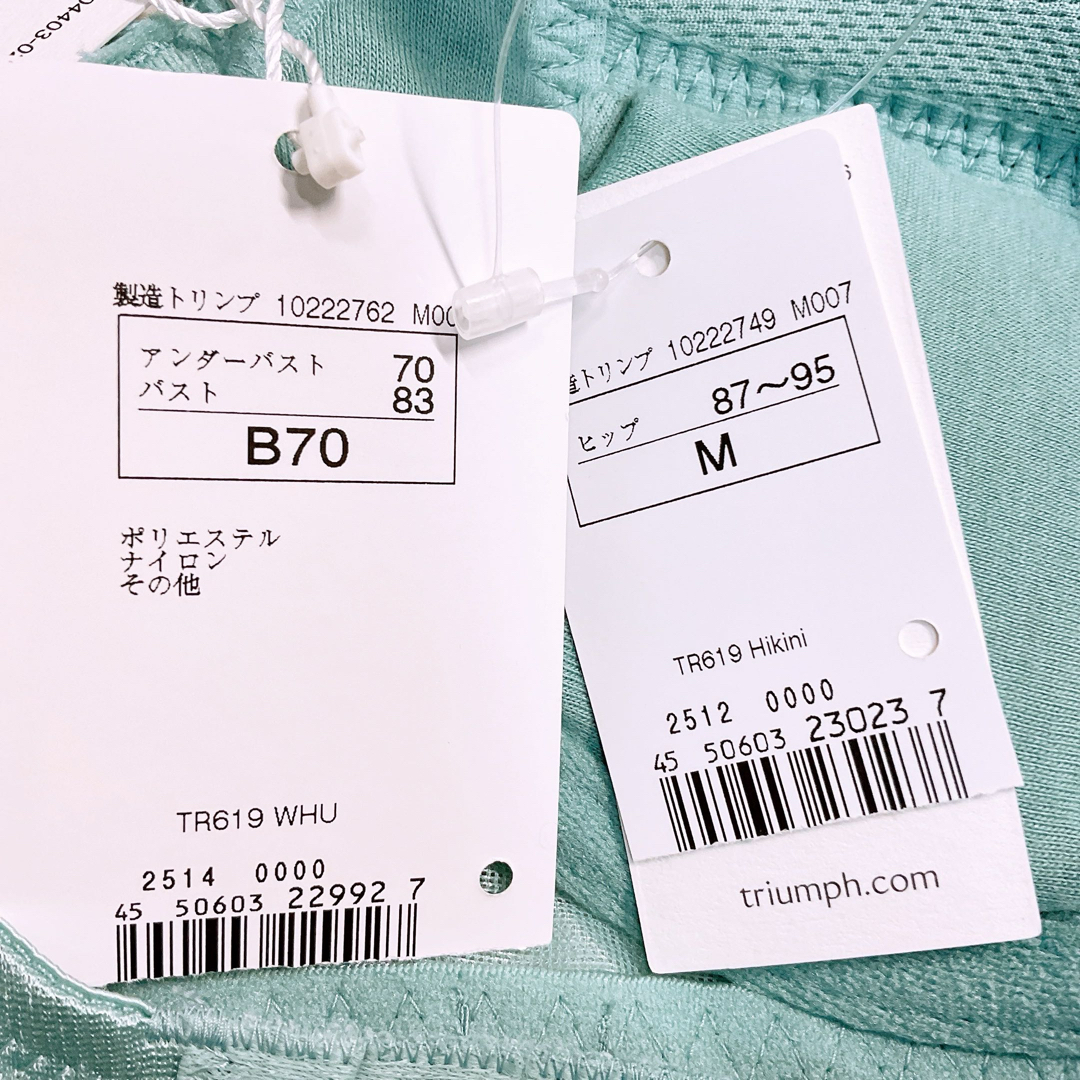 04403-0
製造トリンプ 10222762 M00
アンダーバスト 70
バスト 83
B70
ポリエステル
ナイロン
その他
TR619 WHU
2514 0000
45 50603 22992 7
造トリンプ 10222749 M007
ヒップ 87～95
M
TR619 Hikini
2512 0000
45 50603 23023 7
triumph.com